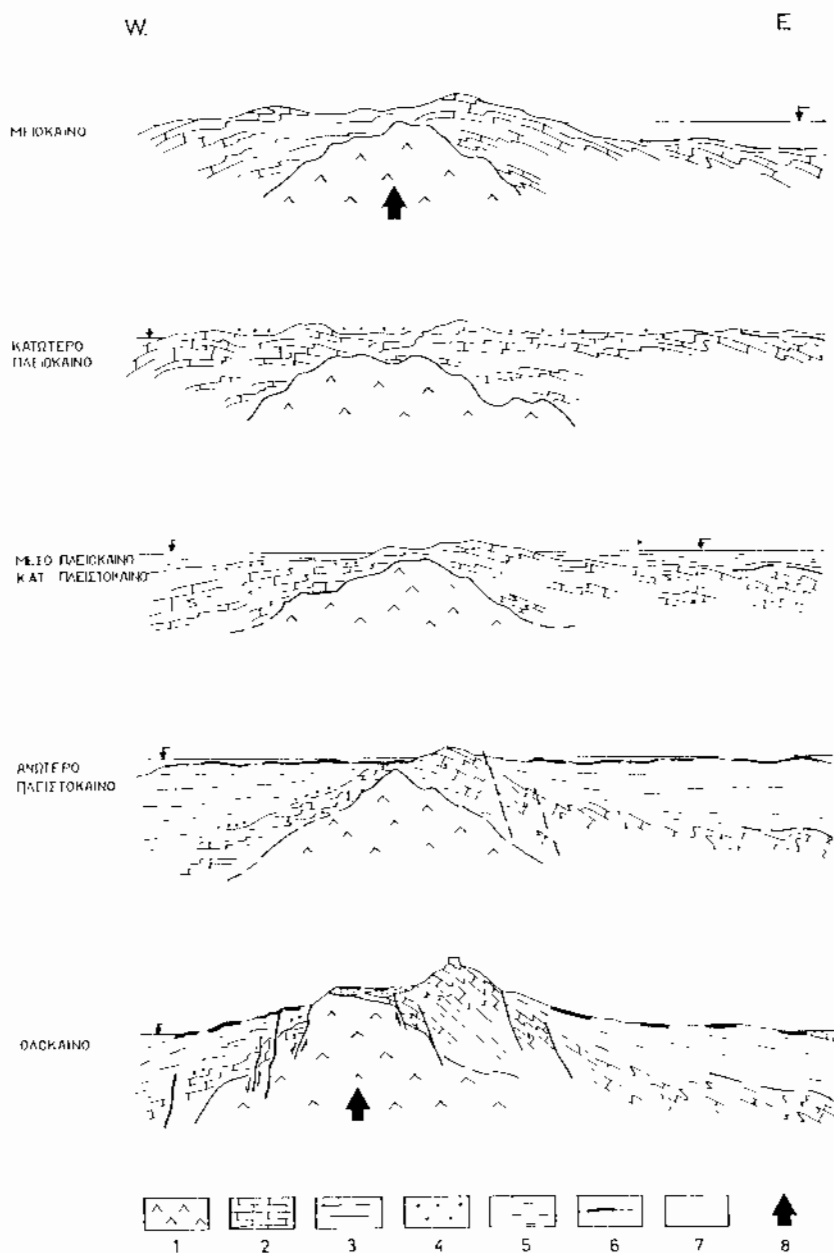 W. E.
ΜΕΙΟΚΑΙΝΟ
ΚΑΤΩΤΕΡΟ
ΠΛΕΙΟΚΑΙΝΟ
ΜΕΣΟ ΠΛΕΙΟΚΑΙΝΟ
ΚΑΤ ΠΛΕΙΣΤΟΚΑΙΝΟ
ΑΝΩΤΕΡΟ
ΠΛΕΙΣΤΟΚΑΙΝΟ
ΟΛΟΚΑΙΝΟ
1 2 3 4 5 6 7 8